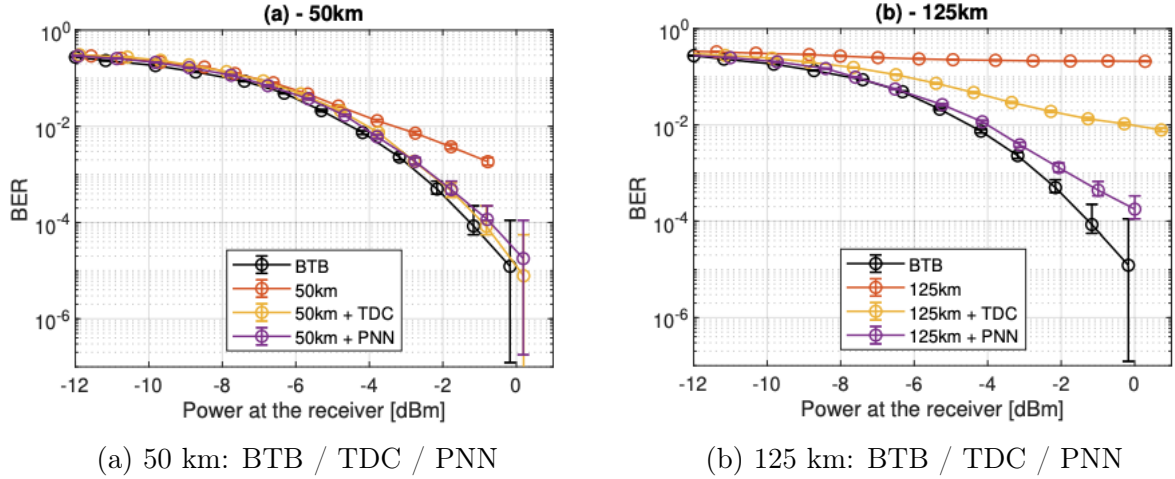 (a) - 50km
10^0
10^-2
10^-4
10^-6
BER
BTB
50km
50km + TDC
50km + PNN
-12
-10
-8
-6
-4
-2
0
Power at the receiver [dBm]
(a) 50 km: BTB / TDC / PNN
(b) - 125km
10^0
10^-2
10^-4
10^-6
BER
BTB
125km
125km + TDC
125km + PNN
-12
-10
-8
-6
-4
-2
0
Power at the receiver [dBm]
(b) 125 km: BTB / TDC / PNN